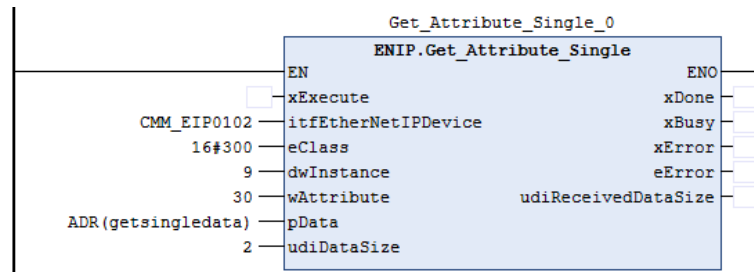 Get_Attribute_Single_0
ENIP.Get_Attribute_Single
EN ENO
xExecute xDone
CMM_EIP0102 itfEtherNetIPDevice xBusy
16#300 eClass xError
9 dwInstance eError
30 wAttribute udiReceivedDataSize
ADR(getsingledata) pData
2 udiDataSize